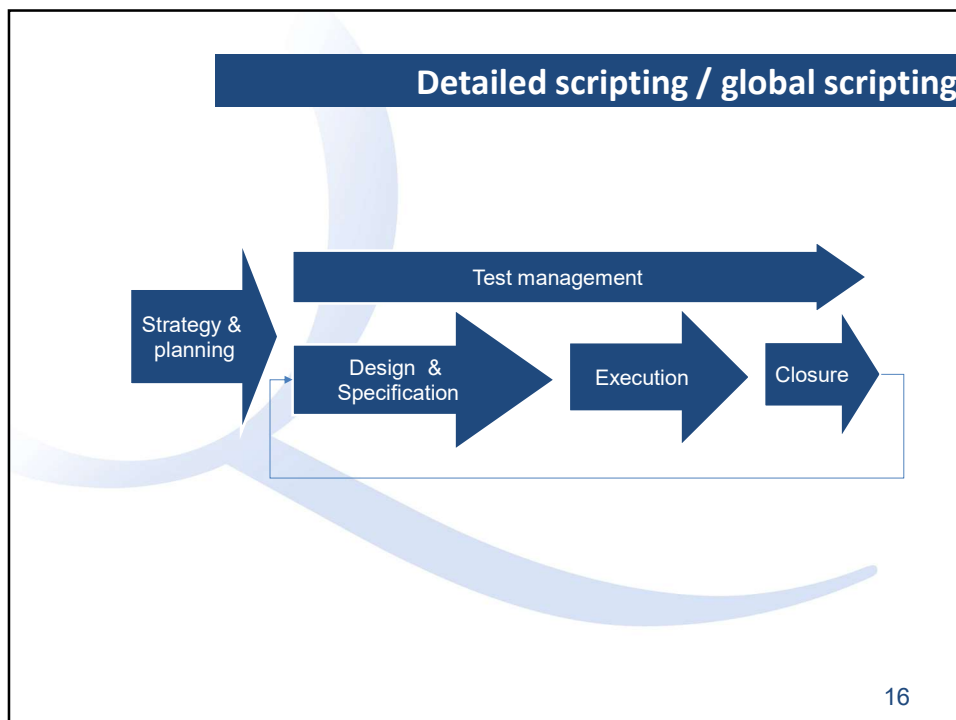 Detailed scripting / global scripting
Test management
Strategy &
planning
Design  &
Specification
Execution
Closure
16